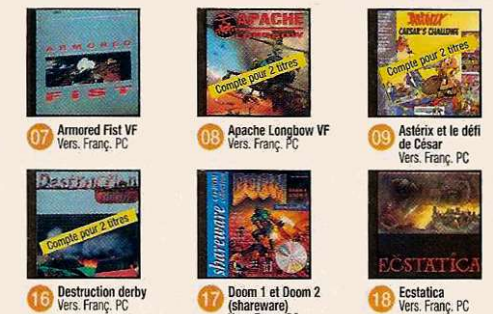 ARMORED
FIST
07 Armored Fist VF
Vers. Franç. PC
APACHE
LONGBOW
Compte pour 2 titres
08 Apache Longbow VF
Vers. Franç. PC
Astérix
CAESAR'S CHALLENGE
Compte pour 2 titres
09 Astérix et le défi
de César
Vers. Franç. PC
Destruction
Compte pour 2 titres
16 Destruction derby
Vers. Franç. PC
shareware
DOOM
17 Doom 1 et Doom 2
(shareware)
ECSTATICA
18 Ecstatica
Vers. Franç. PC